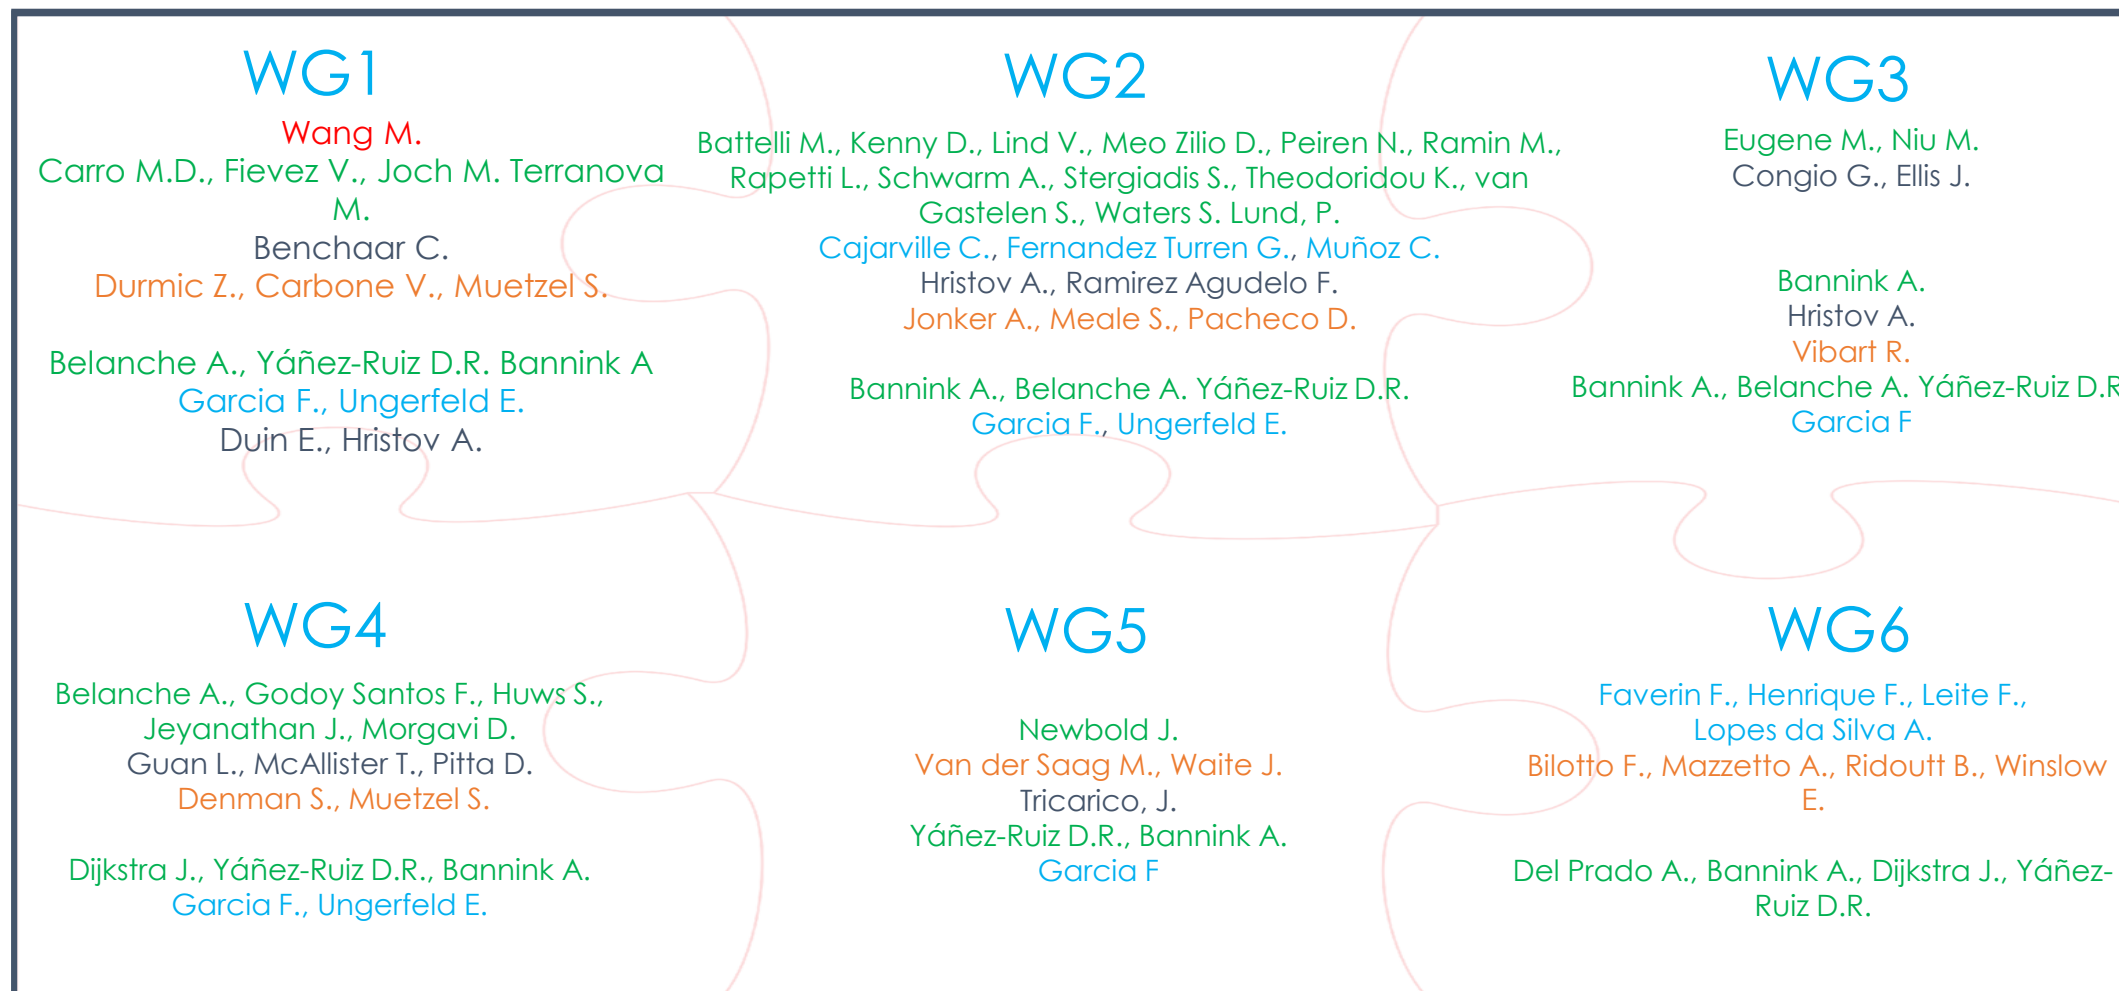 WG1
Wang M.
Carro M.D., Fievez V., Joch M. Terranova
M.
Benchaar C.
Durmic Z., Carbone V., Muetzel S.
Belanche A., Yáñez-Ruiz D.R. Bannink A
Garcia F., Ungerfeld E.
Duin E., Hristov A.
WG2
Battelli M., Kenny D., Lind V., Meo Zilio D., Peiren N., Ramin M.,
Rapetti L., Schwarm A., Stergiadis S., Theodoridou K., van
Gastelen S., Waters S. Lund, P.
Cajarville C., Fernandez Turren G., Muñoz C.
Hristov A., Ramirez Agudelo F.
Jonker A., Meale S., Pacheco D.
Bannink A., Belanche A. Yáñez-Ruiz D.R.
Garcia F., Ungerfeld E.
WG3
Eugene M., Niu M.
Congio G., Ellis J.
Bannink A.
Hristov A.
Vibart R.
Bannink A., Belanche A. Yáñez-Ruiz D.R
Garcia F
WG4
Belanche A., Godoy Santos F., Huws S.,
Jeyanathan J., Morgavi D.
Guan L., McAllister T., Pitta D.
Denman S., Muetzel S.
Dijkstra J., Yáñez-Ruiz D.R., Bannink A.
Garcia F., Ungerfeld E.
WG5
Newbold J.
Van der Saag M., Waite J.
Tricarico, J.
Yáñez-Ruiz D.R., Bannink A.
Garcia F
WG6
Faverin F., Henrique F., Leite F.,
Lopes da Silva A.
Bilotto F., Mazzetto A., Ridoutt B., Winslow
E.
Del Prado A., Bannink A., Dijkstra J., Yáñez-
Ruiz D.R.